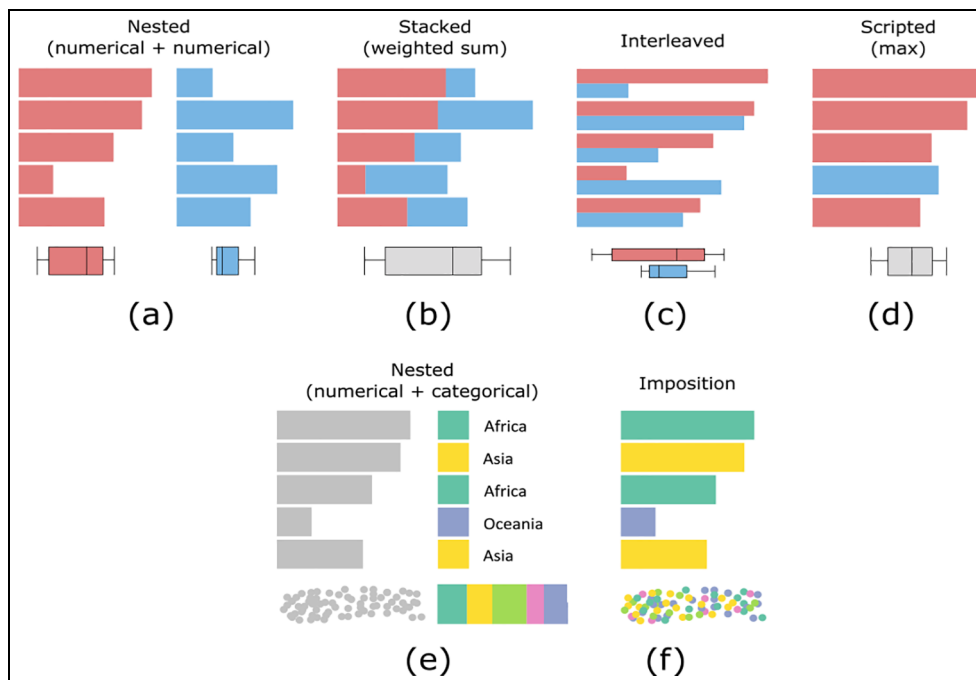 Nested
(numerical + numerical)
Stacked
(weighted sum)
Interleaved
Scripted
(max)
(a)
(b)
(c)
(d)
Nested
(numerical + categorical)
Imposition
Africa
Asia
Africa
Oceania
Asia
(e)
(f)